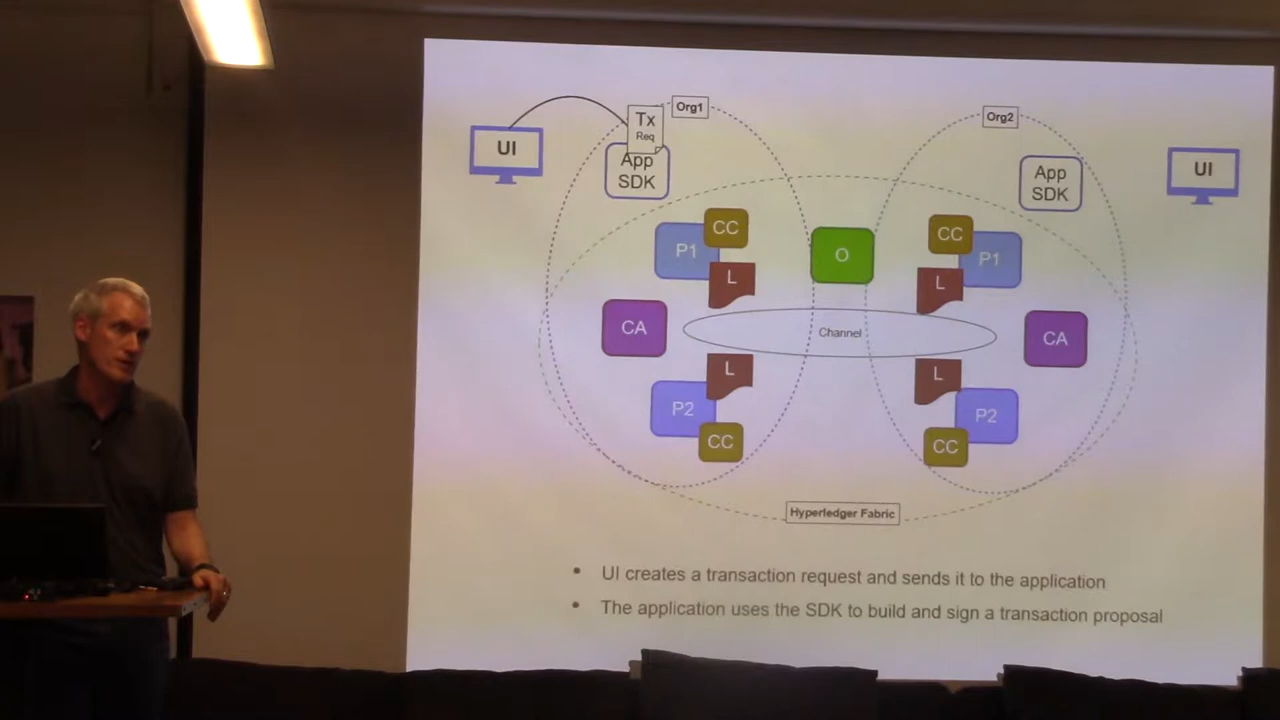 Org1
Tx
Req
Org2
UI
App
SDK
App
SDK
UI
CC
P1
L
O
CC
P1
L
CA
Channel
CA
L
P2
CC
L
P2
CC
Hyperledger Fabric
• UI creates a transaction request and sends it to the application
• The application uses the SDK to build and sign a transaction proposal